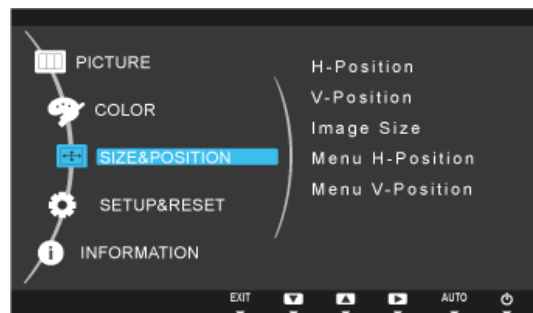 PICTURE
COLOR
SIZE&POSITION
SETUP&RESET
INFORMATION
H-Position
V-Position
Image Size
Menu H-Position
Menu V-Position
EXIT AUTO